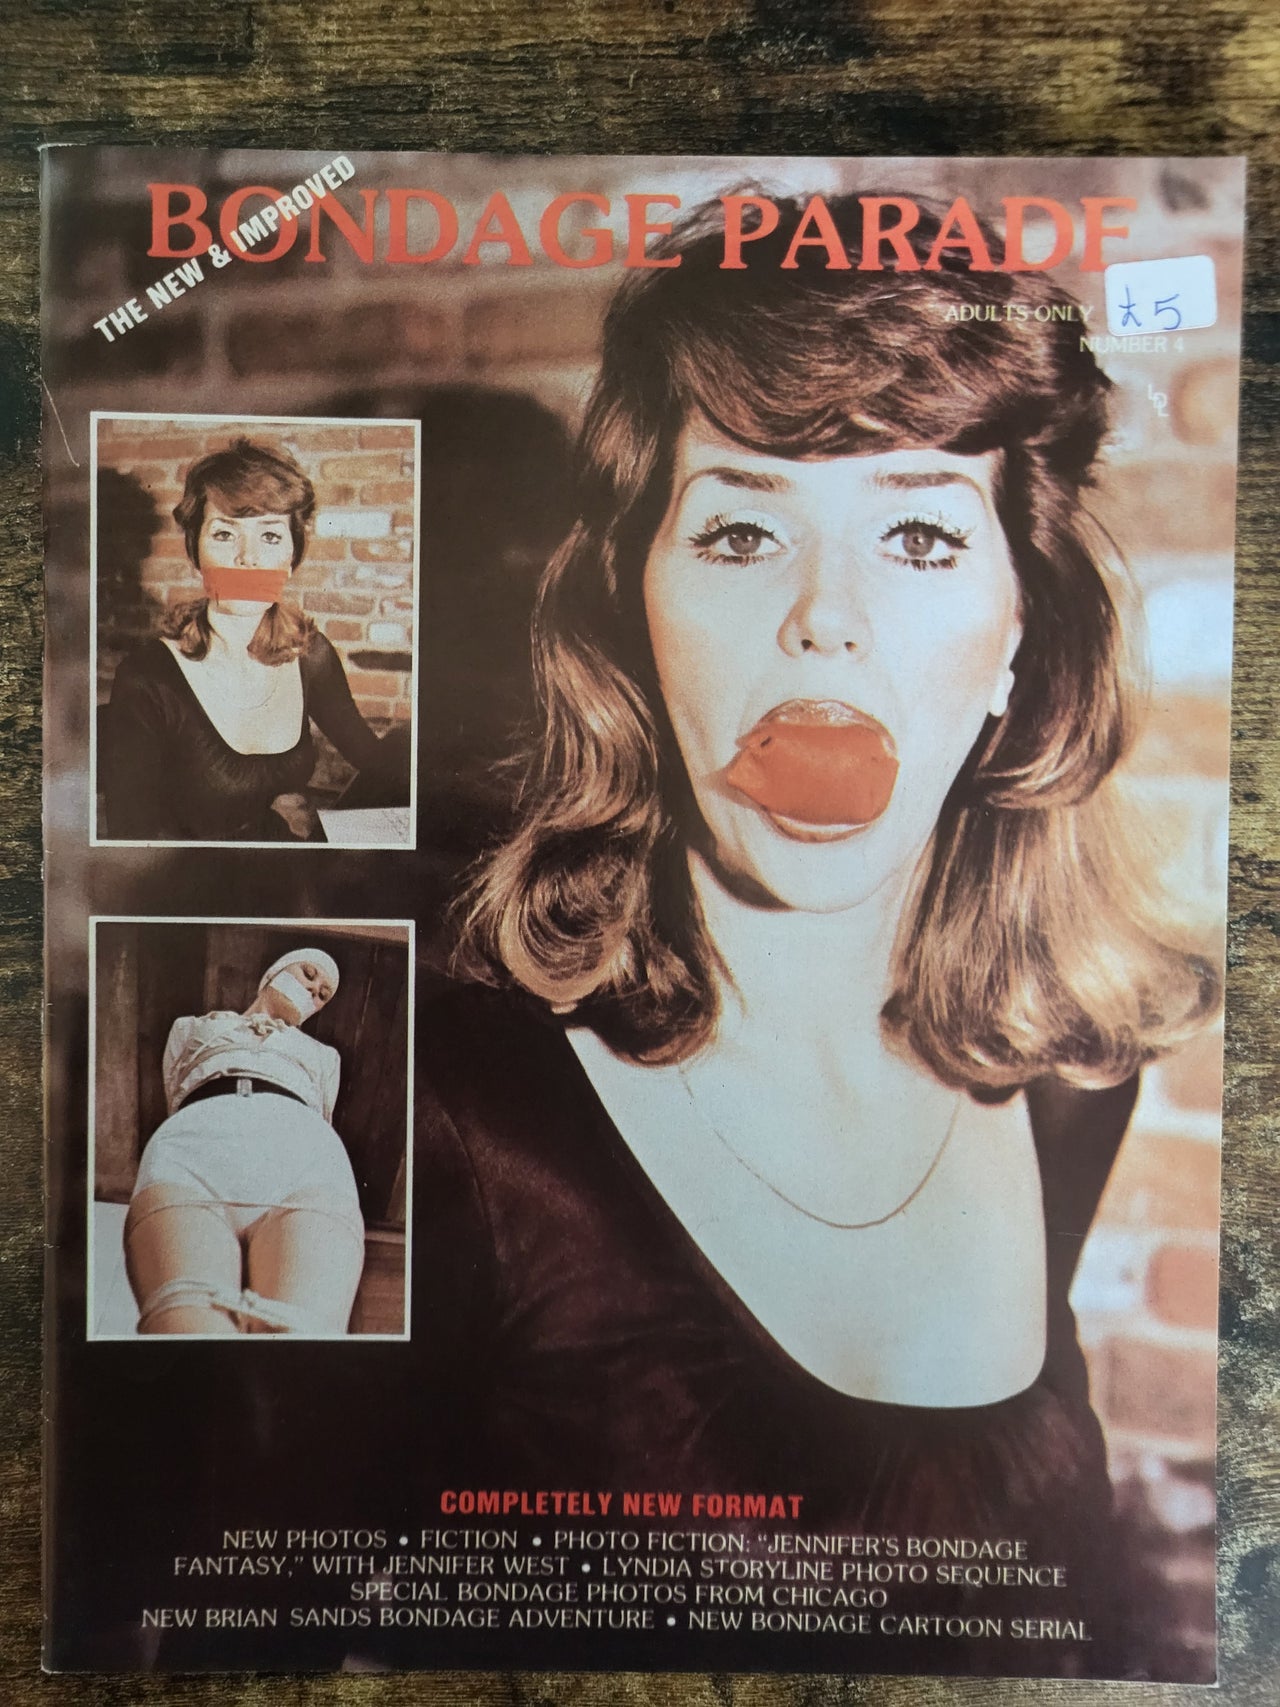 BONDAGE PARADE
THE NEW & IMPROVED
ADULTS ONLY
£5
NUMBER 4
LDL
COMPLETELY NEW FORMAT
NEW PHOTOS • FICTION • PHOTO FICTION: "JENNIFER'S BONDAGE
FANTASY," WITH JENNIFER WEST • LYNDIA STORYLINE PHOTO SEQUENCE
SPECIAL BONDAGE PHOTOS FROM CHICAGO
NEW BRIAN SANDS BONDAGE ADVENTURE • NEW BONDAGE CARTOON SERIAL